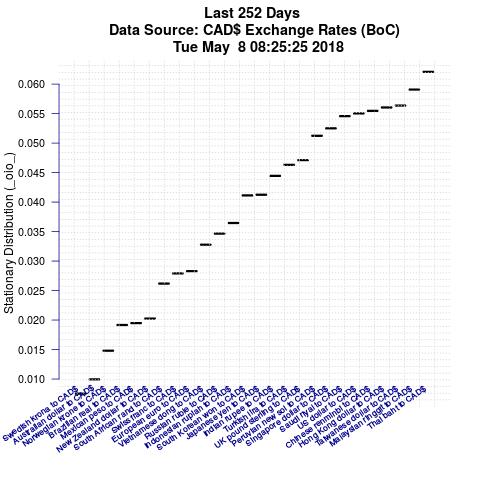 Last 252 Days
Data Source: CAD$ Exchange Rates (BoC)
Tue May  8 08:25:25 2018
Stationary Distribution (_oio_)
0.060
0.055
0.050
0.045
0.040
0.035
0.030
0.025
0.020
0.015
0.010
Swedish krona to CAD$
Australian dollar to CAD$
Norwegian krone to CAD$
Brazilian real to CAD$
Mexican peso to CAD$
New Zealand dollar to CAD$
South African rand to CAD$
Swiss franc to CAD$
European euro to CAD$
Vietnamese dong to CAD$
Russian ruble to CAD$
Indonesian rupiah to CAD$
South Korean won to CAD$
Japanese yen to CAD$
Indian rupee to CAD$
Turkish lira to CAD$
UK pound sterling to CAD$
Peruvian new sol to CAD$
Singapore dollar to CAD$
Saudi riyal to CAD$
US dollar to CAD$
Chinese renminbi to CAD$
Hong Kong dollar to CAD$
Taiwanese dollar to CAD$
Malaysian ringgit to CAD$
Thai baht to CAD$